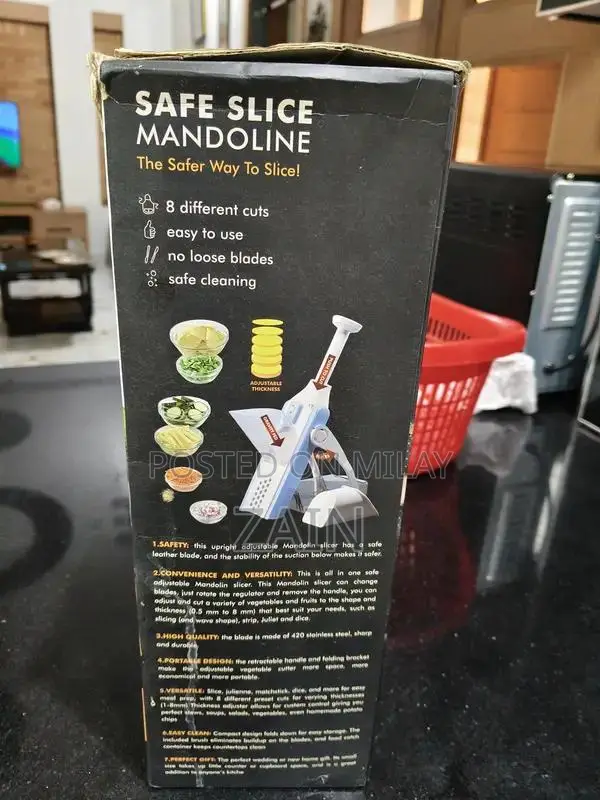 SAFE SLICE
MANDOLINE
The Safer Way To Slice!
8 different cuts
easy to use
no loose blades
safe cleaning
ADJUSTABLE
THICKNESS
POSTED ON MILAY
ZAIN
1.SAFETY: this upright adjustable Mandolin slicer has a safe
leather blade, and the stability of the suction below makes it safer.
2.CONVENIENCE AND VERSATILITY: This is all in one safe
adjustable Mandolin slicer. This Mandolin slicer can change
blades, just rotate the regulator and remove the handle, you can
adjust and cut a variety of vegetables and fruits to the shape and
thickness (0.5 mm to 8 mm) that best suit your needs, such as
slicing (and wave shape), strip, Juliet and dice.
3.HIGH QUALITY: the blade is made of 420 stainless steel, sharp
and durable
4.PORTABLE DESIGN: the retractable handle and folding bracket
make the adjustable vegetable cutter more space, more
economical and more portable.
5.VERSATILE: Slice, julienne, matchstick, dice, and more for easy
meal prep, with 8 different preset cuts for varying thicknesses
(1-8mm). Thickness adjuster allows for custom control giving you
perfect stews, soups, salads, vegetables, even homemade potato
chips
6.EASY CLEAN: Compact design folds down for easy storage. The
included brush eliminates buildup on the blades, and food catch
container keeps countertops clean
7.PERFECT GIFT: The perfect wedding or new home gift. Its small
size takes up little counter or cupboard space, and is a great
addition to anyone's kitche